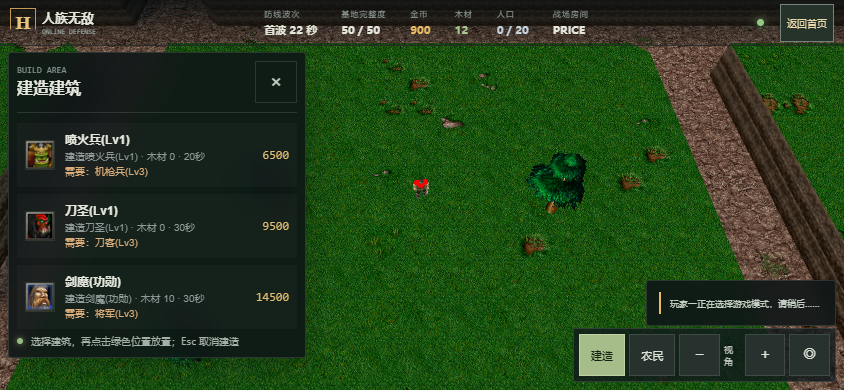 H 人族无敌
ONLINE DEFENSE
防线波次 基地完整度 金币 木材 人口 战场房间
首波 22 秒 50 / 50 900 12 0 / 20 PRICE
返回首页
BUILD AREA
建造建筑
×
喷火兵(Lv1)
建造喷火兵(Lv1) · 木材 0 · 20秒
6500
需要：机枪兵(Lv3)
刀圣(Lv1)
建造刀圣(Lv1) · 木材 0 · 30秒
9500
需要：刀客(Lv3)
剑魔(功勋)
建造剑魔(功勋) · 木材 10 · 30秒
14500
需要：将军(Lv3)
选择建筑，再点击绿色位置放置；Esc 取消建造
玩家一正在选择游戏模式，请稍后......
建造 农民 − 视角 + ◎